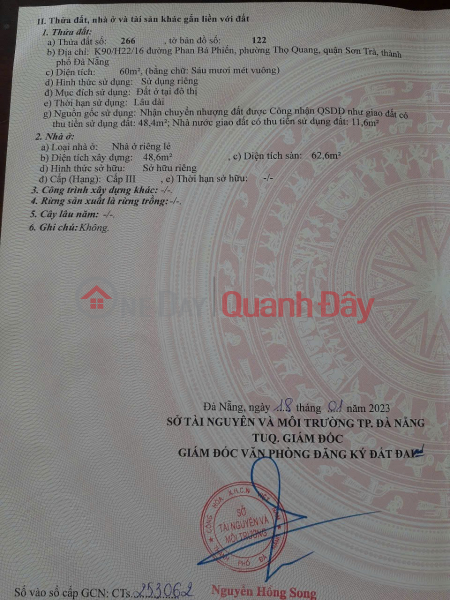 II. Thửa đất, nhà ở và tài sản khác gắn liền với đất
1. Thửa đất:
a) Thửa đất số: 266 , tờ bản đồ số: 122
b) Địa chỉ: K90/H22/16 đường Phan Bá Phiến, phường Thọ Quang, quận Sơn Trà, thành
phố Đà Nẵng
c) Diện tích: 60m², (bằng chữ: Sáu mươi mét vuông)
d) Hình thức sử dụng: Sử dụng riêng
đ) Mục đích sử dụng: Đất ở tại đô thị
e) Thời hạn sử dụng: Lâu dài
g) Nguồn gốc sử dụng: Nhận chuyển nhượng đất được Công nhận QSDĐ như giao đất có
thu tiền sử dụng đất: 48,4m²; Nhà nước giao đất có thu tiền sử dụng đất: 11,6m²
2. Nhà ở:
a) Loại nhà ở: Nhà ở riêng lẻ
b) Diện tích xây dựng: 48,6m² , c) Diện tích sàn: 62,6m²
d) Hình thức sở hữu: Sở hữu riêng
đ) Cấp (Hạng): Cấp III , e) Thời hạn sở hữu: -/-
3. Công trình xây dựng khác: -/-.
4. Rừng sản xuất là rừng trồng: -/-.
5. Cây lâu năm: -/-.
6. Ghi chú: Không.
Quanh Đây
Đà Nẵng, ngày 18 tháng 01 năm 2023
SỞ TÀI NGUYÊN VÀ MÔI TRƯỜNG TP. ĐÀ NẴNG
TUQ. GIÁM ĐỐC
GIÁM ĐỐC VĂN PHÒNG ĐĂNG KÝ ĐẤT ĐAI
SỞ
TÀI NGUYÊN VÀ
MÔI TRƯỜNG
Số vào sổ cấp GCN: CTs. 253062
Nguyễn Hồng Song